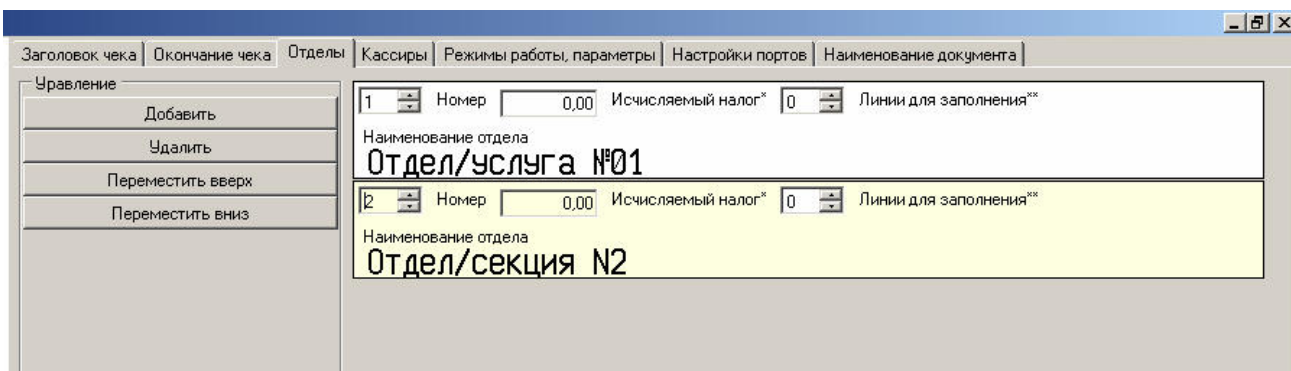 Заголовок чека Окончание чека Отделы Кассиры Режимы работы, параметры Настройки портов Наименование документа
Уравление
Добавить
Удалить
Переместить вверх
Переместить вниз
1 Номер 0,00 Исчисляемый налог* 0 Линии для заполнения**
Наименование отдела
Отдел/услуга №01
2 Номер 0,00 Исчисляемый налог* 0 Линии для заполнения**
Наименование отдела
Отдел/секция N2